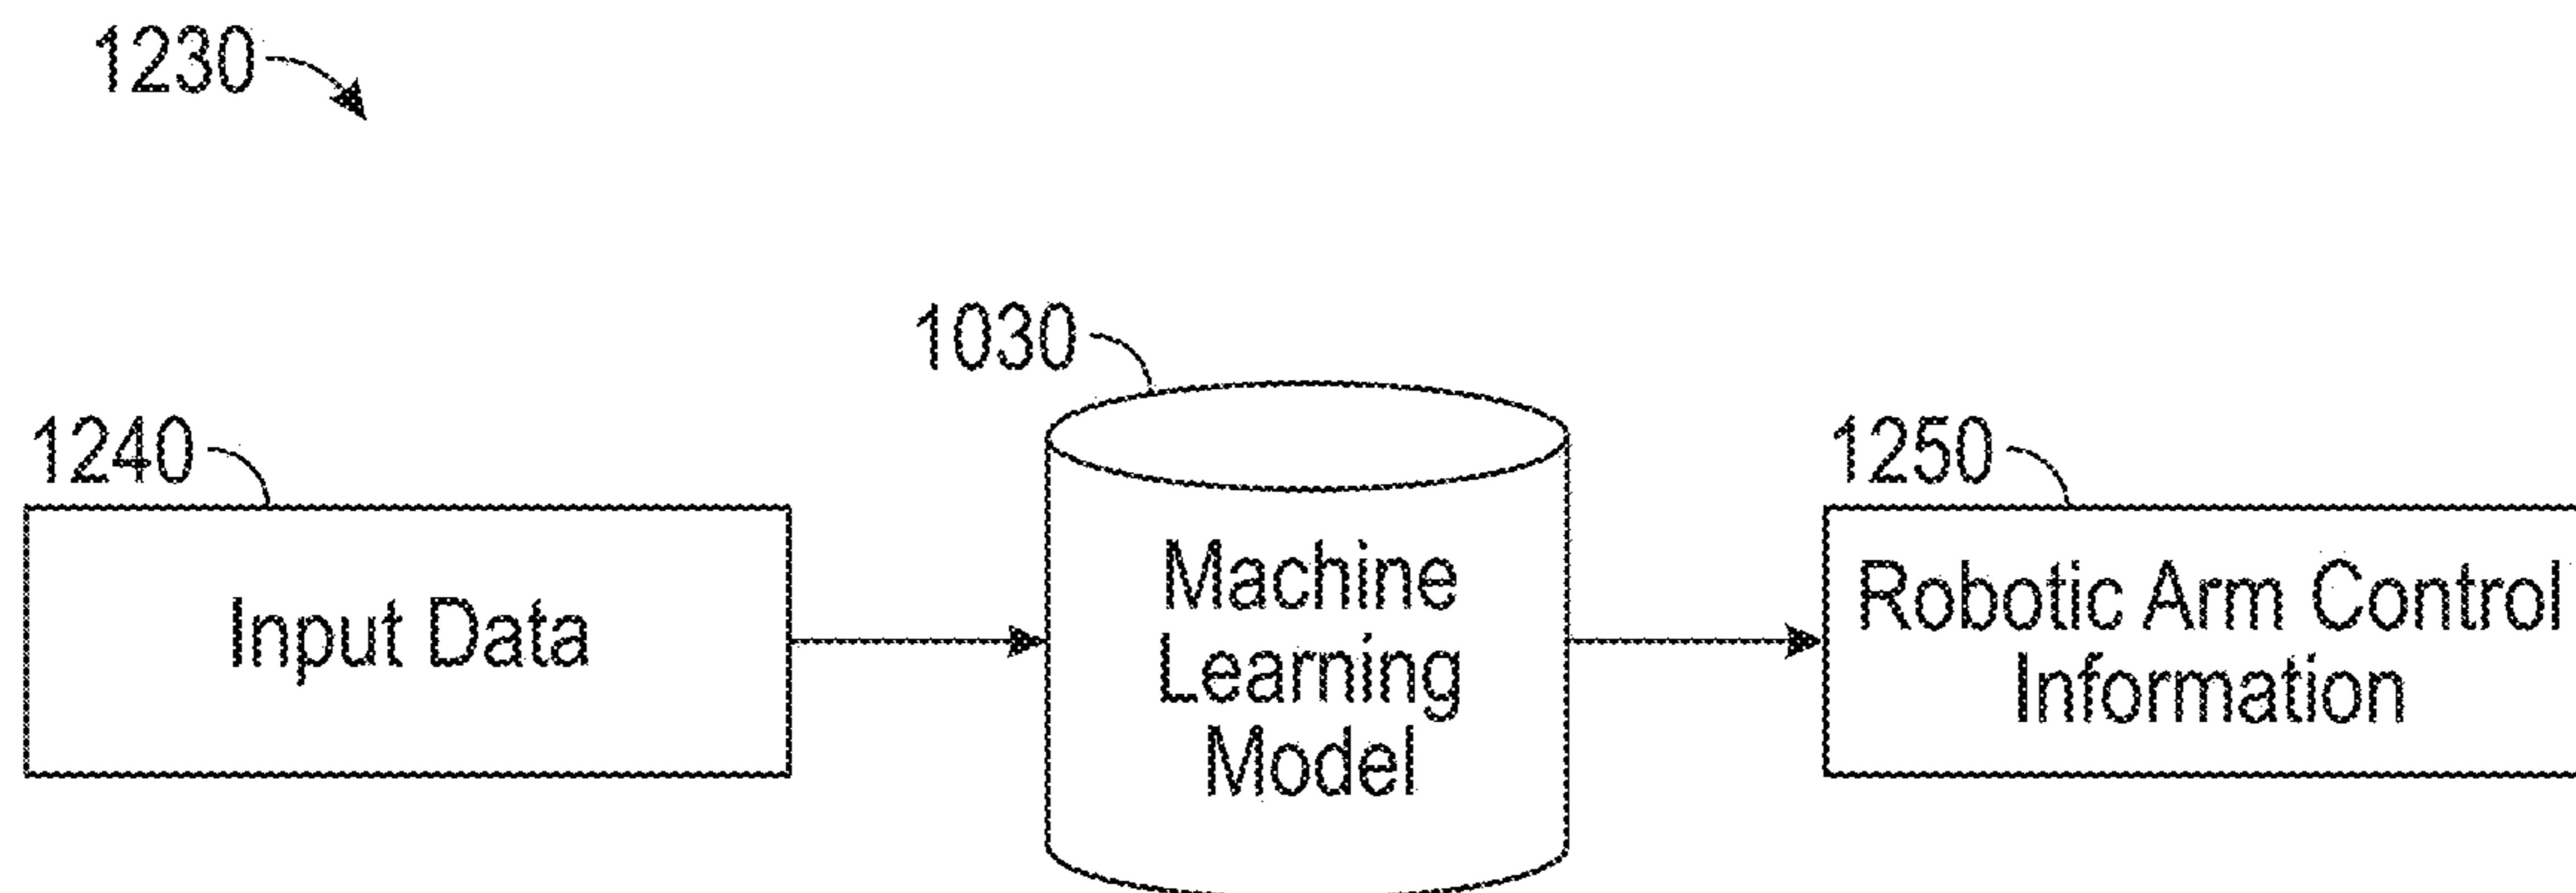 1230
1030
1240
1250
Input Data
Machine
Learning
Model
Robotic Arm Control
Information